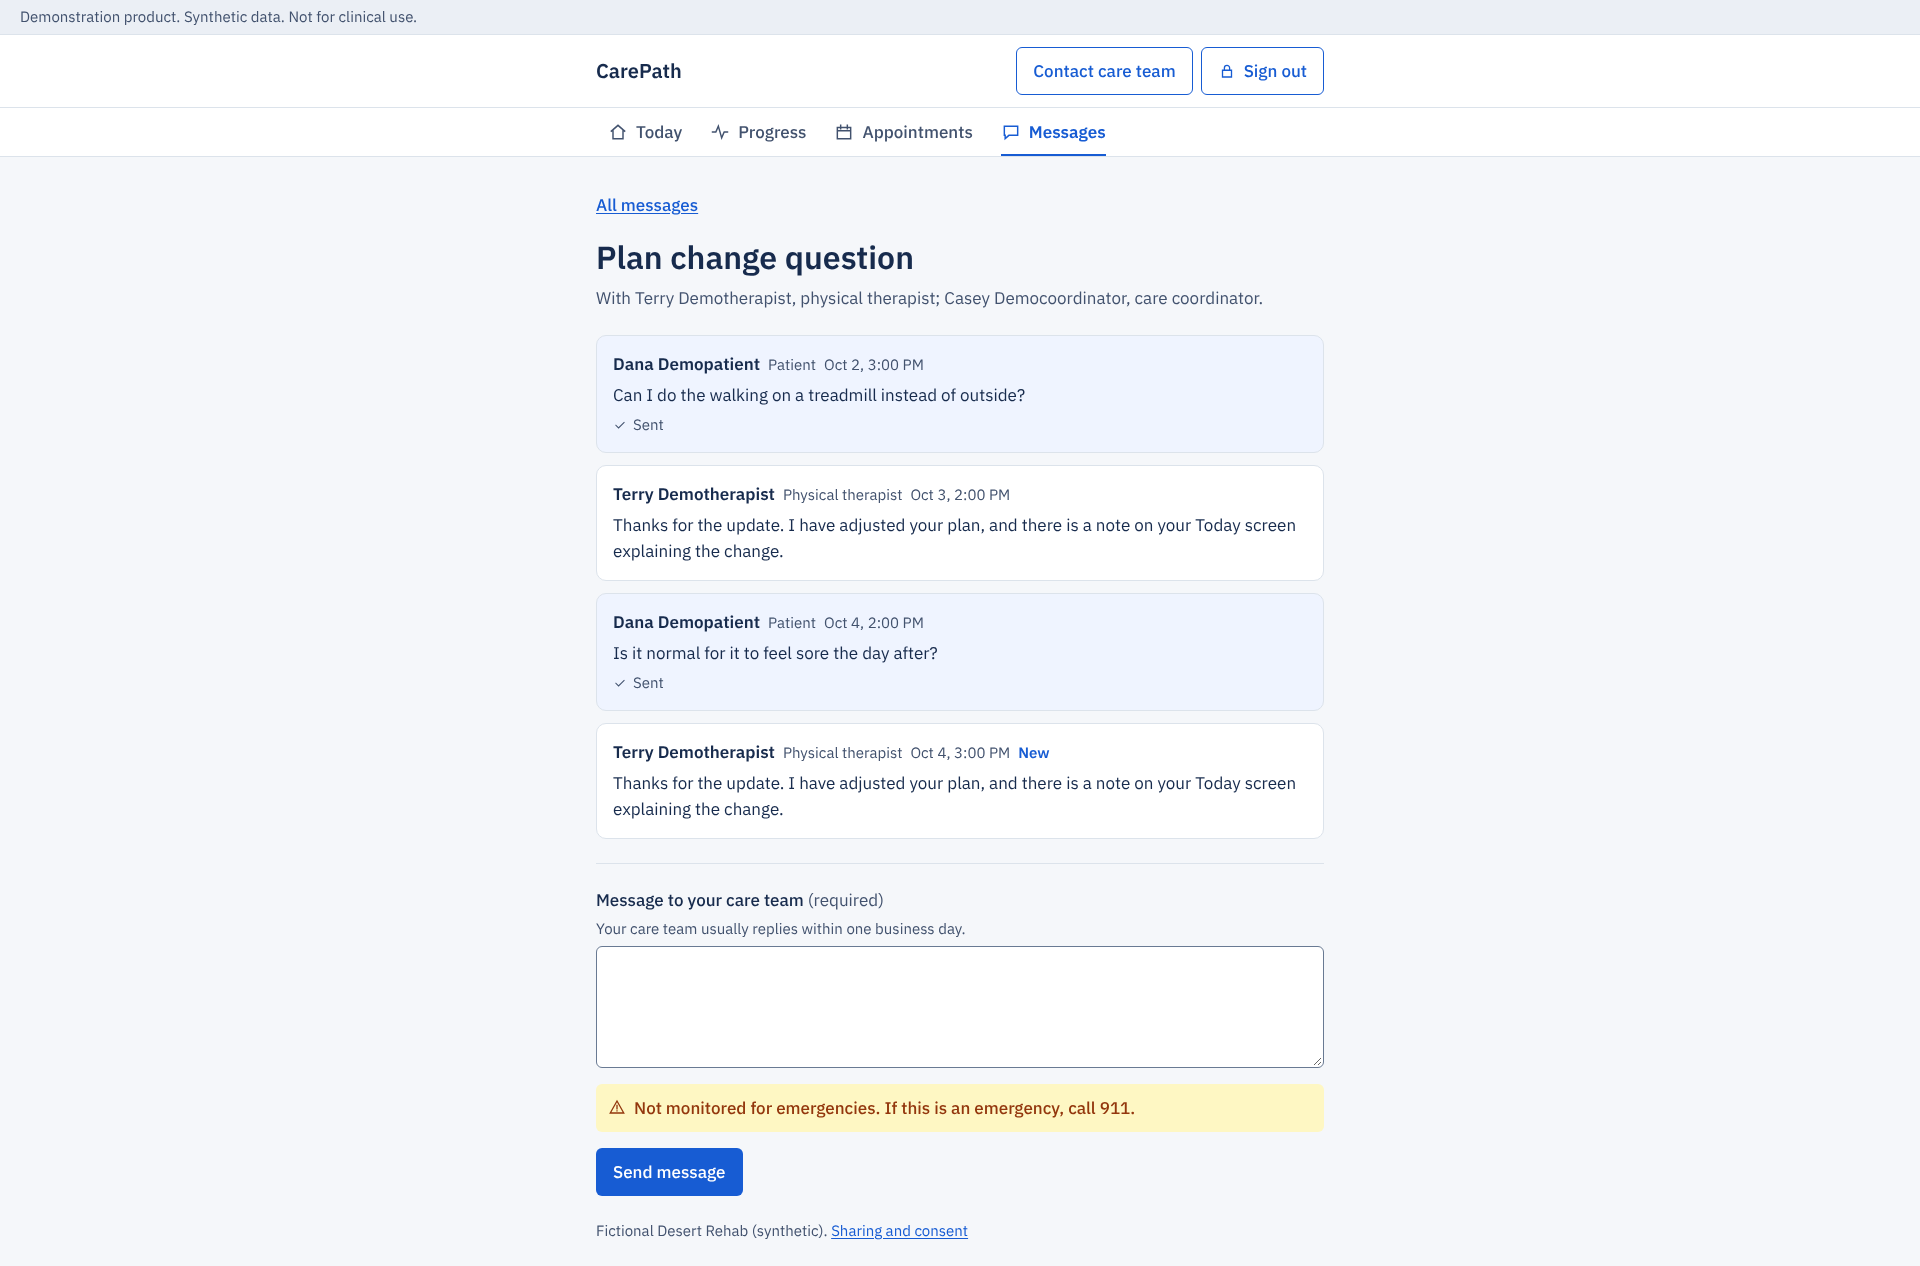 Demonstration product. Synthetic data. Not for clinical use.
CarePath
Contact care team
Sign out
Today
Progress
Appointments
Messages
All messages
Plan change question
With Terry Demotherapist, physical therapist; Casey Democoordinator, care coordinator.
Dana Demopatient Patient Oct 2, 3:00 PM
Can I do the walking on a treadmill instead of outside?
Sent
Terry Demotherapist Physical therapist Oct 3, 2:00 PM
Thanks for the update. I have adjusted your plan, and there is a note on your Today screen
explaining the change.
Dana Demopatient Patient Oct 4, 2:00 PM
Is it normal for it to feel sore the day after?
Sent
Terry Demotherapist Physical therapist Oct 4, 3:00 PM New
Thanks for the update. I have adjusted your plan, and there is a note on your Today screen
explaining the change.
Message to your care team (required)
Your care team usually replies within one business day.
Not monitored for emergencies. If this is an emergency, call 911.
Send message
Fictional Desert Rehab (synthetic). Sharing and consent